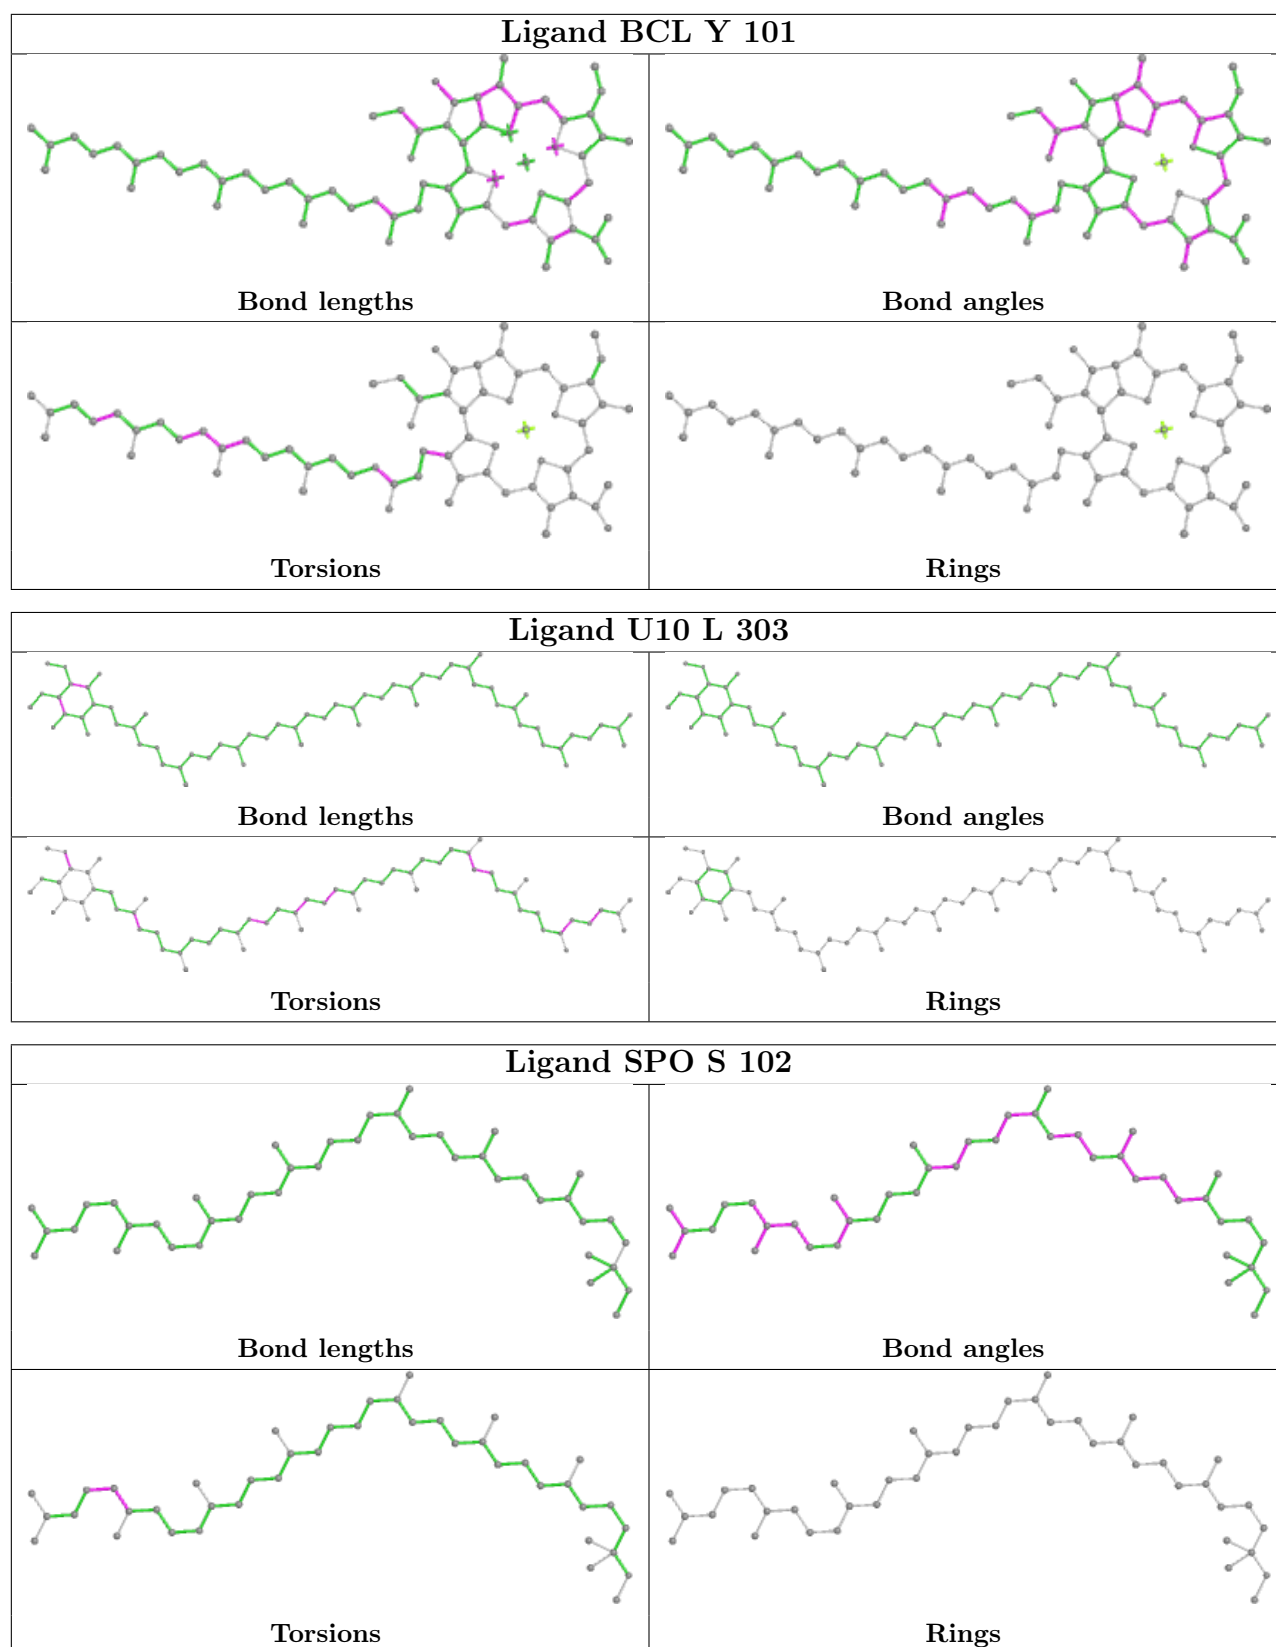 Ligand BCL Y 101
Bond lengths
Bond angles
Torsions
Rings
Ligand U10 L 303
Bond lengths
Bond angles
Torsions
Rings
Ligand SPO S 102
Bond lengths
Bond angles
Torsions
Rings